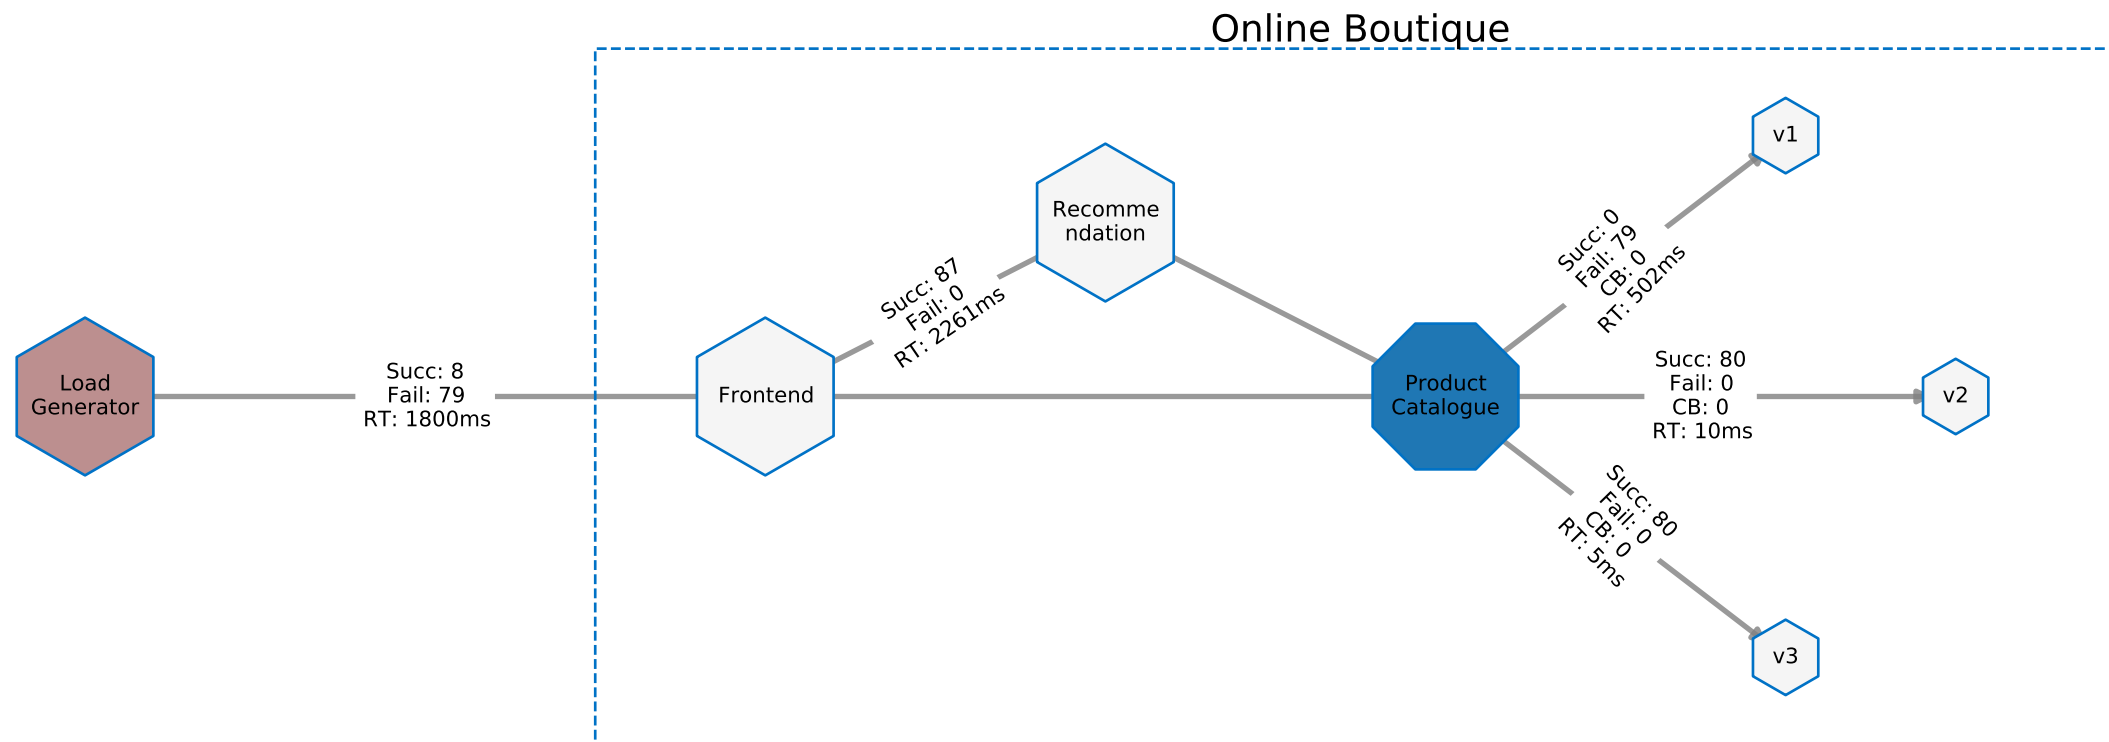 Online Boutique
v1
Recomme
ndation
Succ: 0
Fail: 79
CB: 0
RT: 502ms
Succ: 87
Fail: 0
RT: 2261ms
Load
Generator
Succ: 8
Fail: 79
RT: 1800ms
Frontend
Product
Catalogue
Succ: 80
Fail: 0
CB: 0
RT: 10ms
v2
Succ: 80
Fail: 0
CB: 0
RT: 5ms
v3